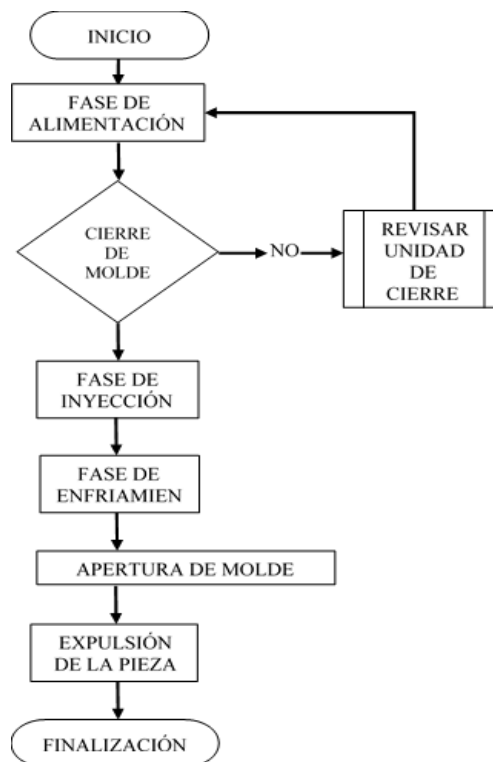 INICIO
FASE DE
ALIMENTACIÓN
CIERRE
DE
MOLDE
NO
REVISAR
UNIDAD
DE
CIERRE
FASE DE
INYECCIÓN
FASE DE
ENFRIAMIEN
APERTURA DE MOLDE
EXPULSIÓN
DE LA PIEZA
FINALIZACIÓN